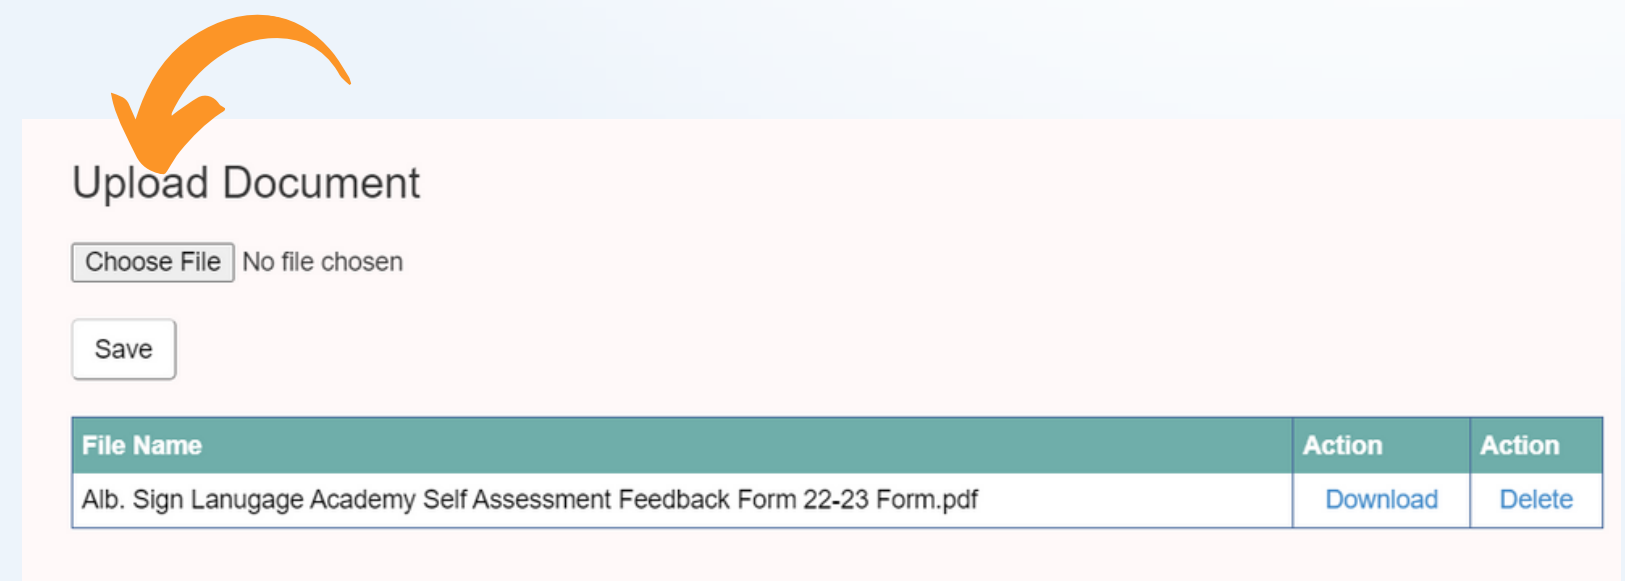 Upload Document
Choose File No file chosen
Save
File Name Action Action
Alb. Sign Lanugage Academy Self Assessment Feedback Form 22-23 Form.pdf Download Delete